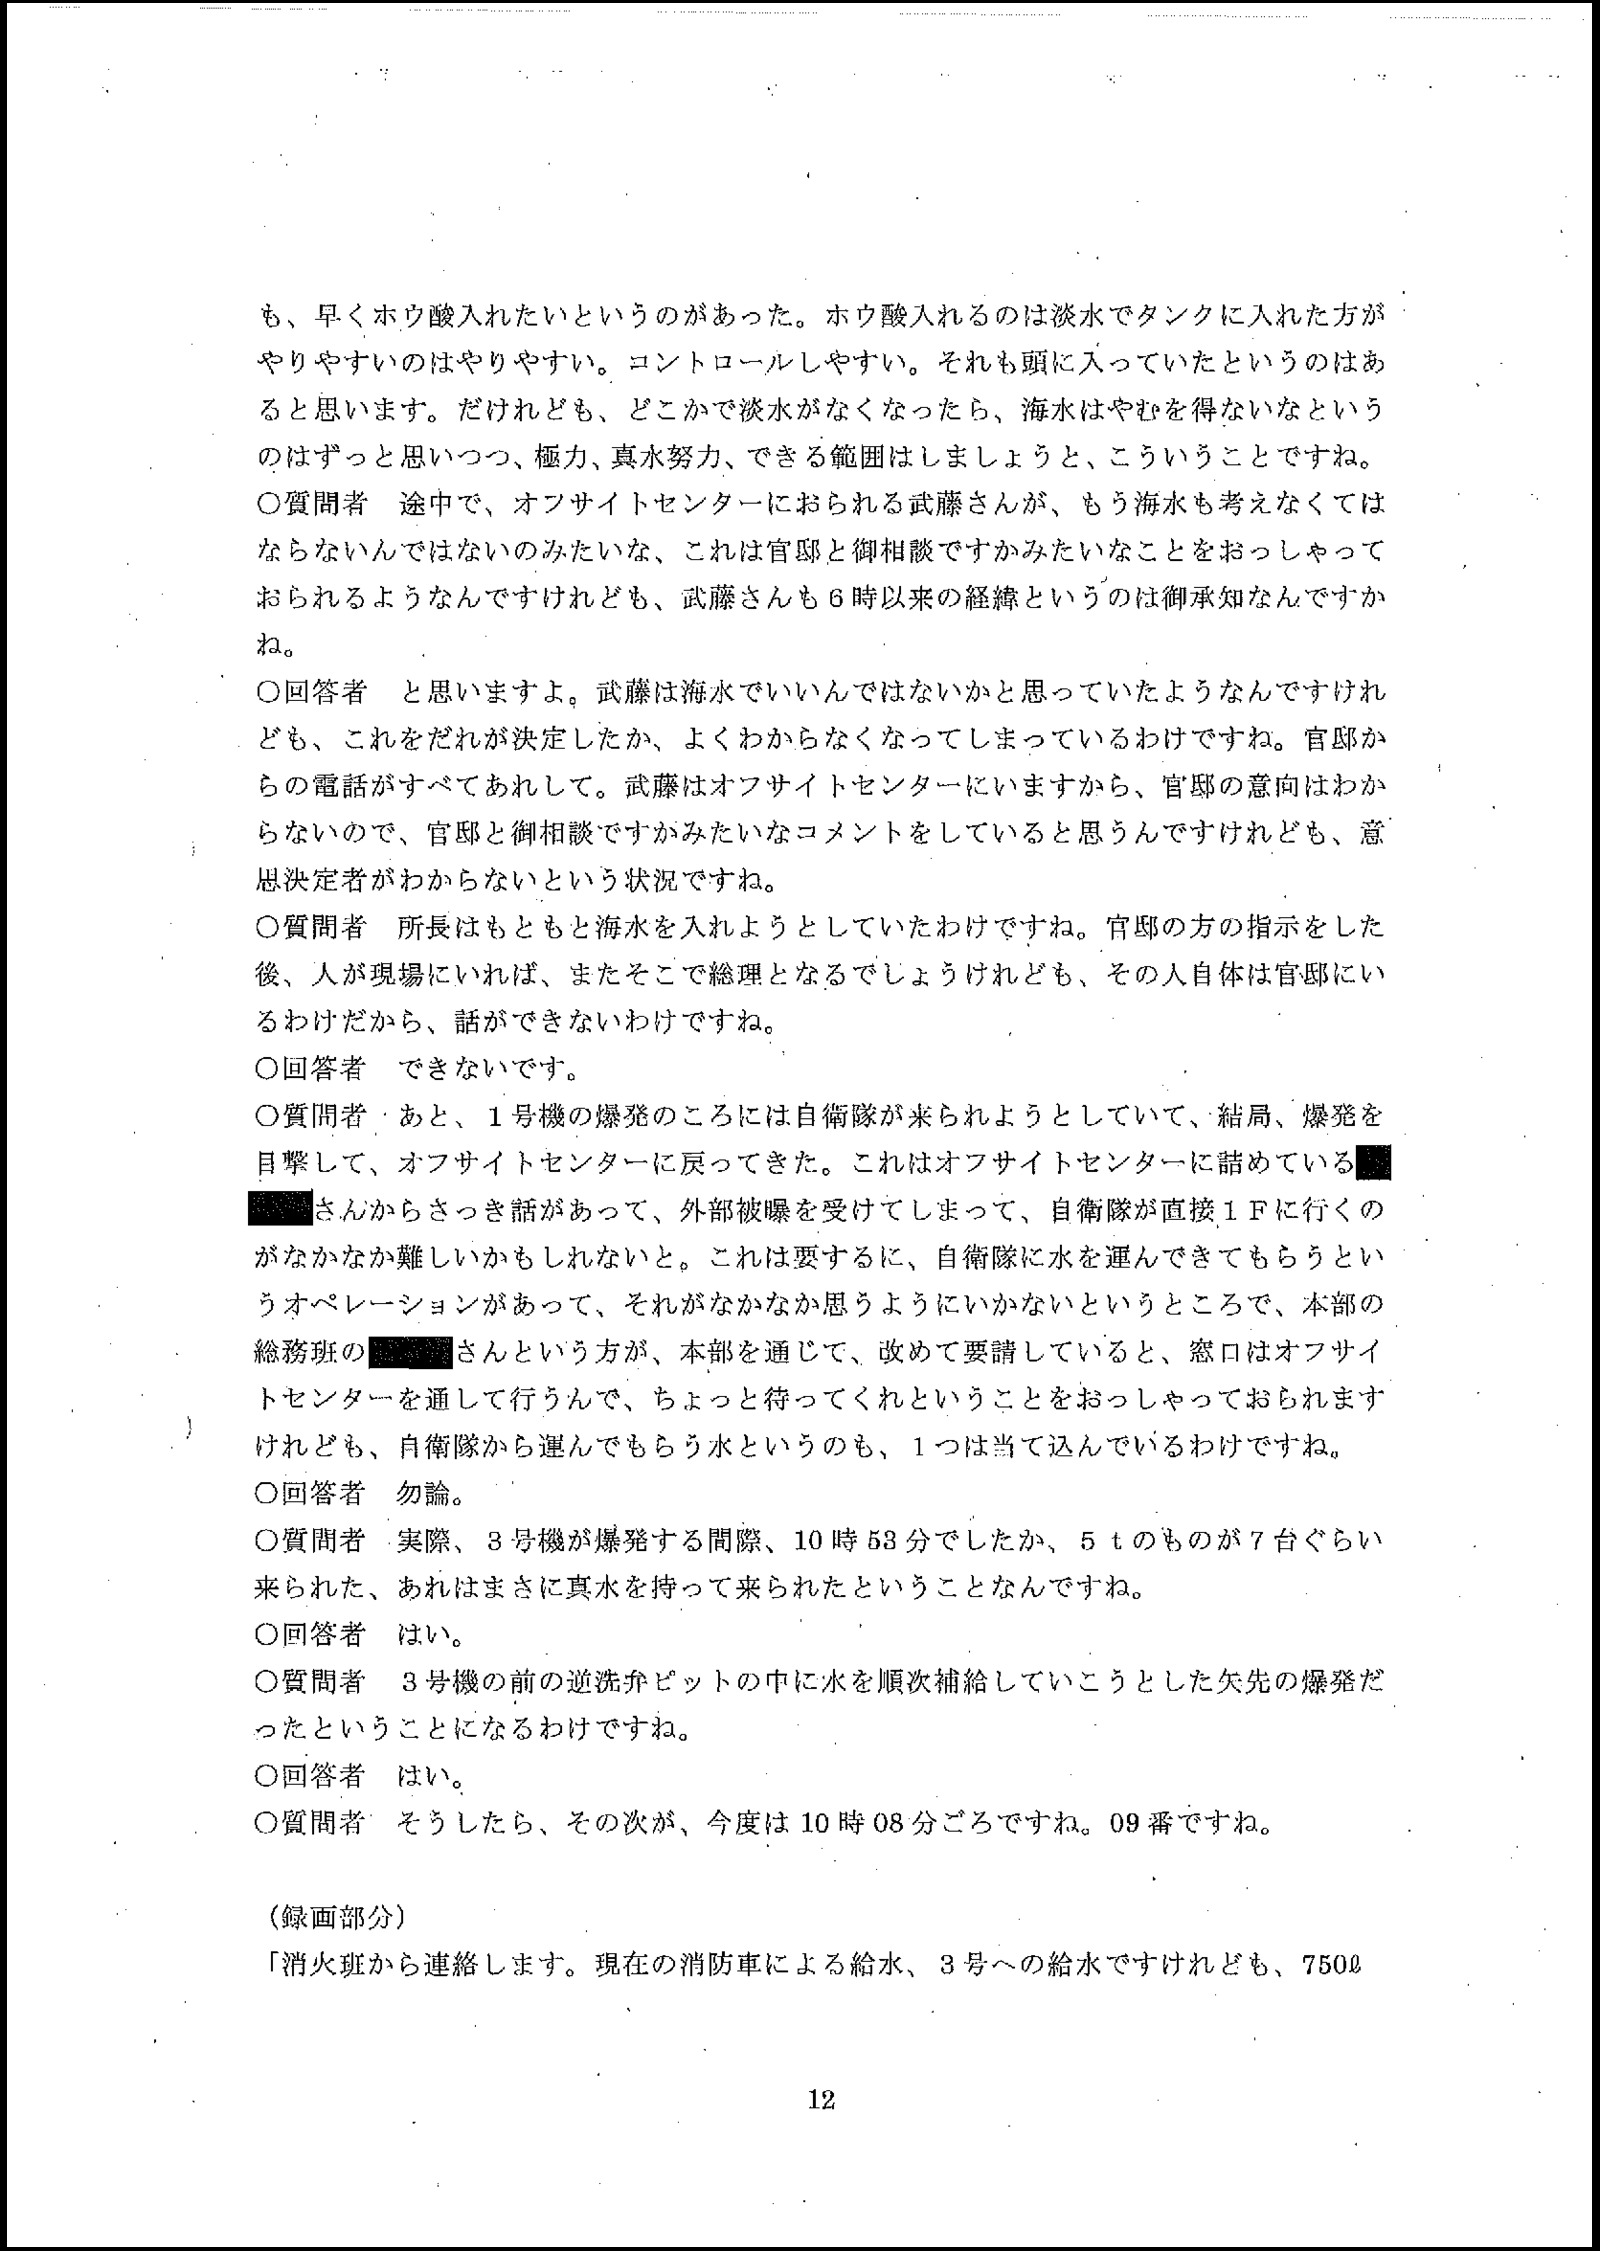 も、早くホウ酸入れたいというのがあった。ホウ酸入れるのは淡水でタンクに入れた方が
やりやすいのはやりやすい。コントロールしやすい。それも頭に入っていたというのはあ
ると思います。だけれども、どこかで淡水がなくなったら、海水はやむを得ないなという
のはずっと思いつつ、極力、真水努力、できる範囲はしましょうと、こういうことですね。
○質問者　途中で、オフサイトセンターにおられる武藤さんが、もう海水も考えなくては
ならないんではないのみたいな、これは官邸と御相談ですかみたいなことをおっしゃって
おられるようなんですけれども、武藤さんも６時以来の経緯というのは御承知なんですか
ね。
○回答者　と思いますよ。武藤は海水でいいんではないかと思っていたようなんですけれ
ども、これをだれが決定したか、よくわからなくなってしまっているわけですね。官邸か
らの電話がすべてあれして。武藤はオフサイトセンターにいますから、官邸の意向はわか
らないので、官邸と御相談ですかみたいなコメントをしていると思うんですけれども、意
思決定者がわからないという状況ですね。
○質問者　所長はもともと海水を入れようとしていたわけですね。官邸の方の指示をした
後、人が現場にいれば、またそこで総理となるでしょうけれども、その人自体は官邸にい
るわけだから、話ができないわけですね。
○回答者　できないです。
○質問者　あと、１号機の爆発のころには自衛隊が来られようとしていて、結局、爆発を
目撃して、オフサイトセンターに戻ってきた。これはオフサイトセンターに詰めている
さんからさっき話があって、外部被曝を受けてしまって、自衛隊が直接１Ｆに行くの
がなかなか難しいかもしれないと。これは要するに、自衛隊に水を運んできてもらうとい
うオペレーションがあって、それがなかなか思うようにいかないというところで、本部の
総務班の さんという方が、本部を通じて、改めて要請していると、窓口はオフサイ
トセンターを通して行うんで、ちょっと待ってくれということをおっしゃっておられます
けれども、自衛隊から運んでもらう水というのも、１つは当て込んでいるわけですね。
○回答者　勿論。
○質問者　実際、３号機が爆発する間際、10時53分でしたか、５ｔのものが７台ぐらい
来られた、あれはまさに真水を持って来られたということなんですね。
○回答者　はい。
○質問者　３号機の前の逆洗弁ピットの中に水を順次補給していこうとした矢先の爆発だ
ったということになるわけですね。
○回答者　はい。
○質問者　そうしたら、その次が、今度は10時08分ごろですね。09番ですね。
（録画部分）
「消火班から連絡します。現在の消防車による給水、３号への給水ですけれども、750ℓ
12